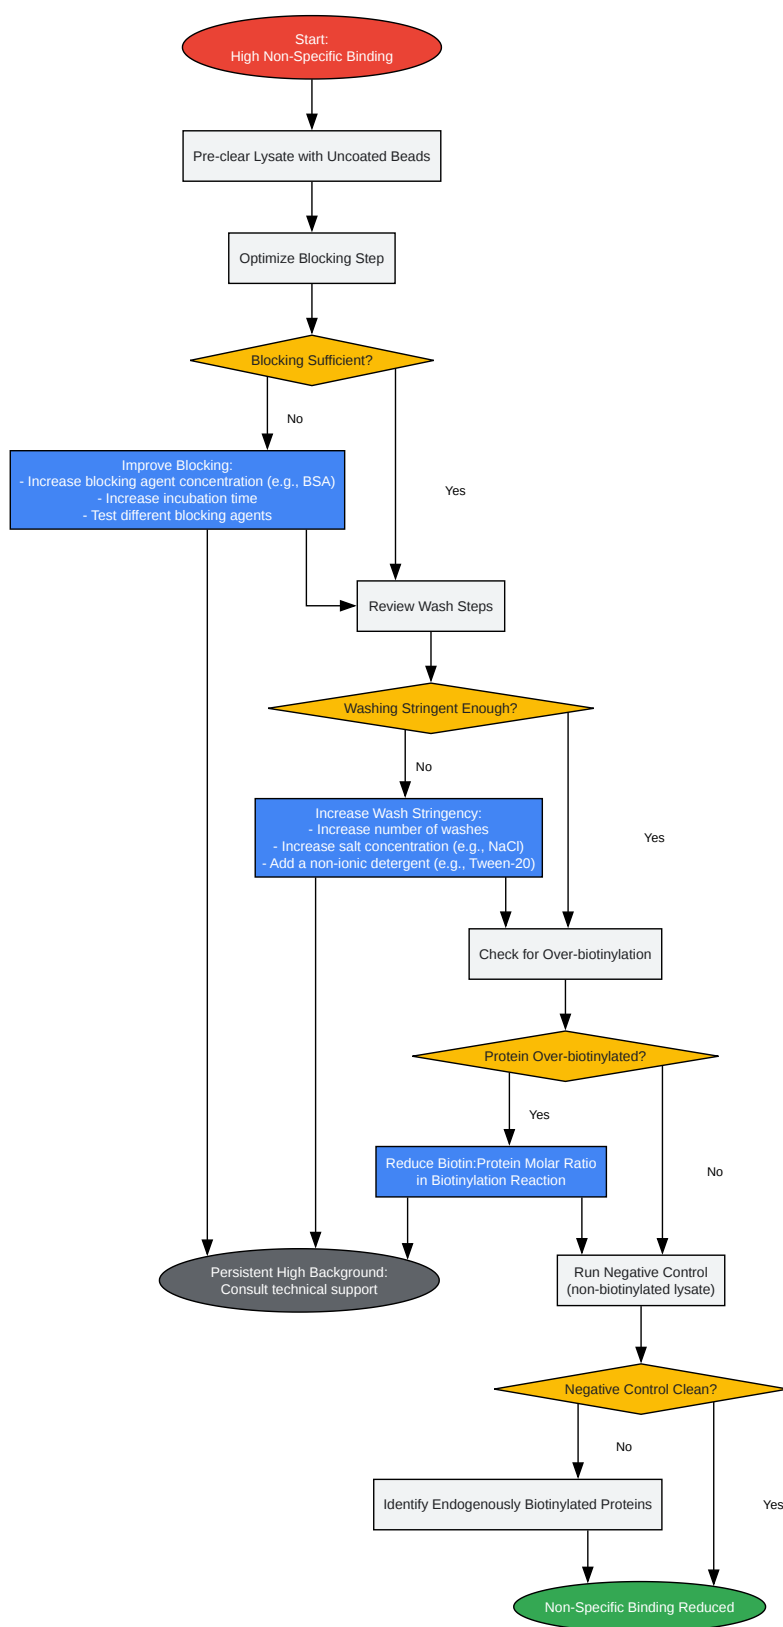 Start:
High Non-Specific Binding
Pre-clear Lysate with Uncoated Beads
Optimize Blocking Step
Blocking Sufficient?
No
Improve Blocking:
- Increase blocking agent concentration (e.g., BSA)
- Increase incubation time
- Test different blocking agents
Yes
Review Wash Steps
Washing Stringent Enough?
No
Increase Wash Stringency:
- Increase number of washes
- Increase salt concentration (e.g., NaCl)
- Add a non-ionic detergent (e.g., Tween-20)
Yes
Check for Over-biotinylation
Protein Over-biotinylated?
Yes
Reduce Biotin:Protein Molar Ratio
in Biotinylation Reaction
No
Persistent High Background:
Consult technical support
Run Negative Control
(non-biotinylated lysate)
Negative Control Clean?
No
Identify Endogenously Biotinylated Proteins
Yes
Non-Specific Binding Reduced